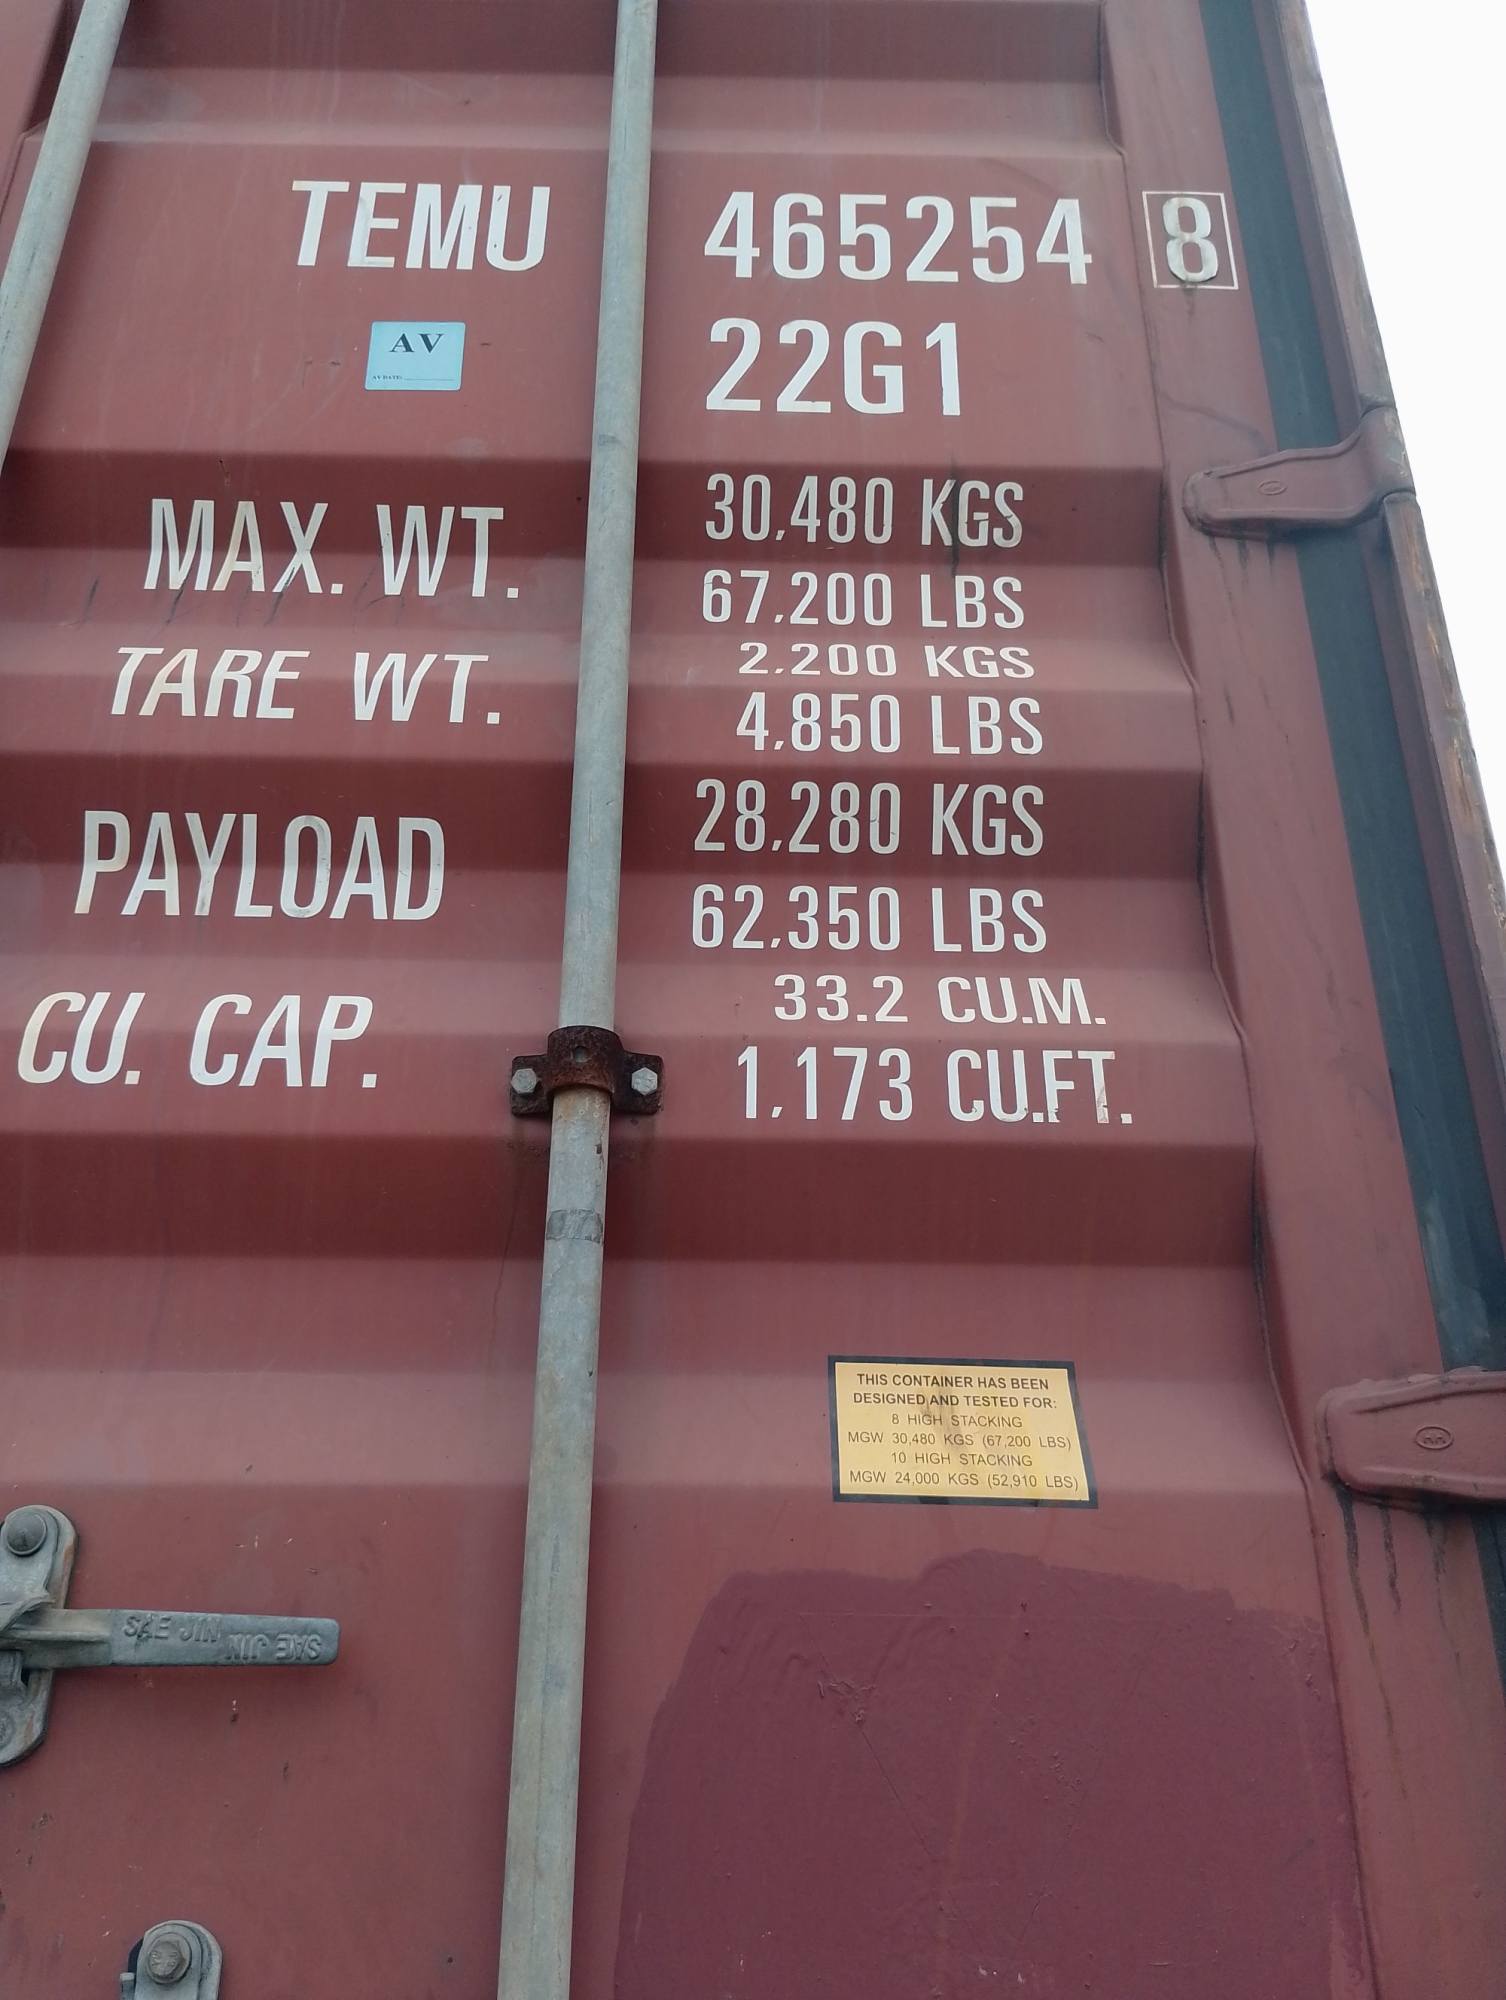 TEMU 465254 8
22G1
AV
AV DATE:
MAX. WT. 30,480 KGS
67,200 LBS
TARE WT. 2.200 KGS
4,850 LBS
PAYLOAD 28,280 KGS
62,350 LBS
CU. CAP. 33.2 CU.M.
1,173 CU.FT.
THIS CONTAINER HAS BEEN
DESIGNED AND TESTED FOR:
8 HIGH STACKING
MGW 30,480 KGS (67,200 LBS)
10 HIGH STACKING
MGW 24,000 KGS (52,910 LBS)
SAE JIN SAE JIN